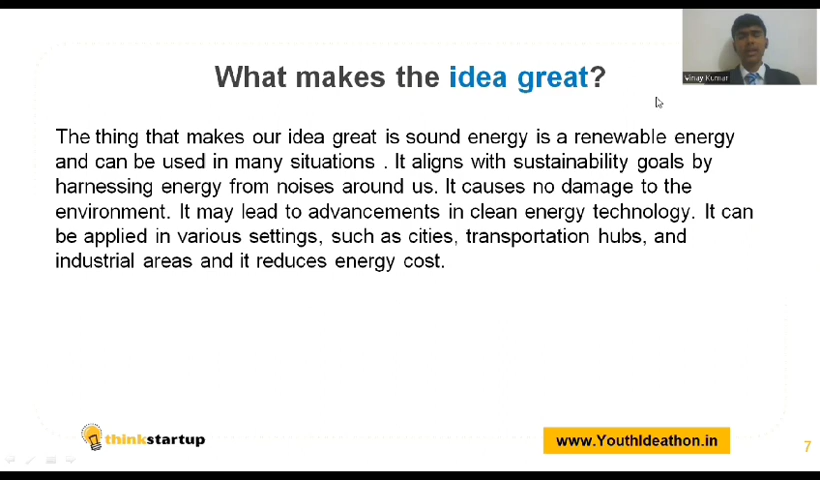 What makes the idea great?
Vinay Kumar
The thing that makes our idea great is sound energy is a renewable energy
and can be used in many situations . It aligns with sustainability goals by
harnessing energy from noises around us. It causes no damage to the
environment. It may lead to advancements in clean energy technology. It can
be applied in various settings, such as cities, transportation hubs, and
industrial areas and it reduces energy cost.
thinkstartup
www.YouthIdeathon.in
7